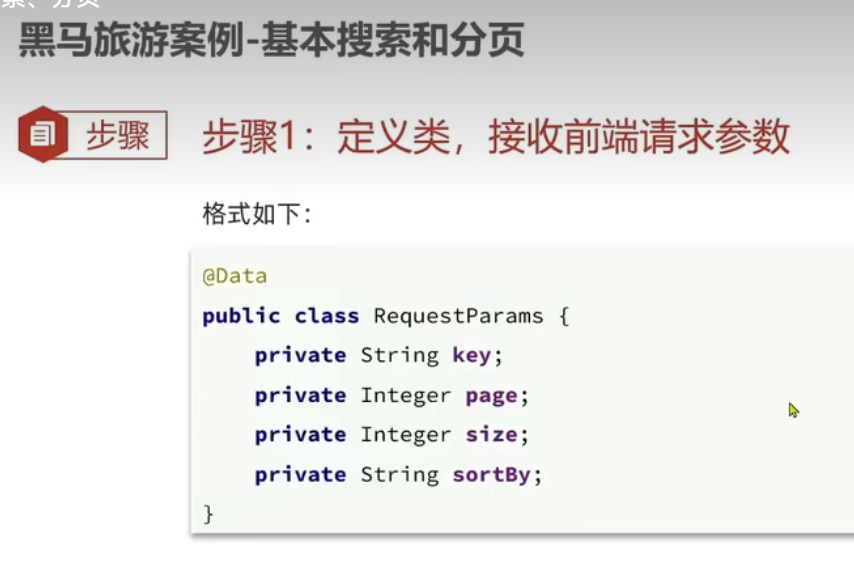 黑马旅游案例-基本搜索和分页
步骤
步骤1：定义类，接收前端请求参数
格式如下：
@Data
public class RequestParams {
    private String key;
    private Integer page;
    private Integer size;
    private String sortBy;
}